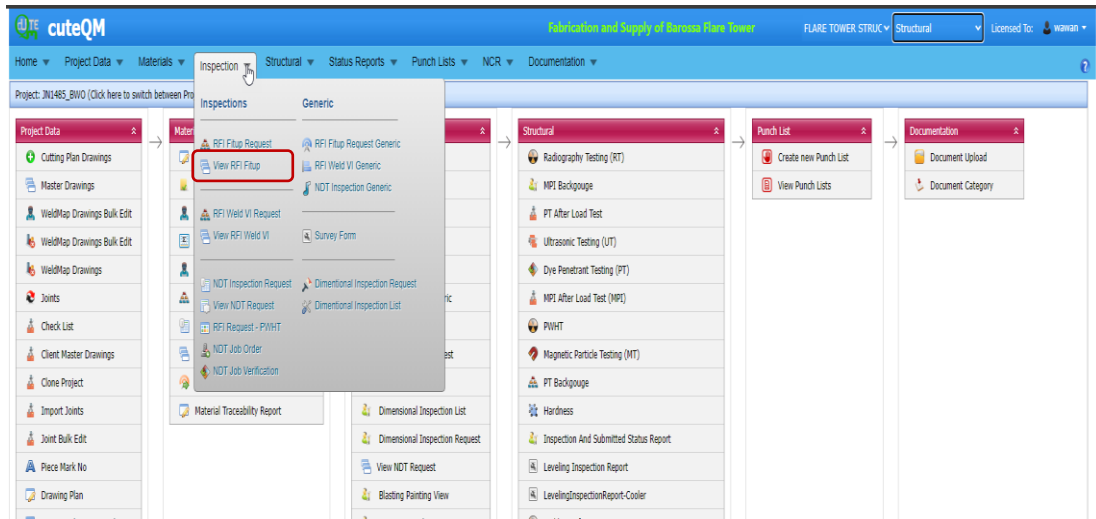 CUTE cuteQM
Fabrication and Supply of Barossa Flare Tower
FLARE TOWER STRUC
Structural
Licensed To: wawan
Home Project Data Materials Inspection Structural Status Reports Punch Lists NCR Documentation
Project: JN1485_BWO (Click here to switch between Pro
Project Data
Cutting Plan Drawings
Master Drawings
WeldMap Drawings Bulk Edit
WeldMap Drawings Bulk Edit
WeldMap Drawings
Joints
Check List
Client Master Drawings
Clone Project
Import Joints
Joint Bulk Edit
Piece Mark No
Drawing Plan
Mater
Material Traceability Report
Inspections
RFI Fitup Request
View RFI Fitup
RFI Weld VI Request
View RFI Weld VI
NDT Inspection Request
View NDT Request
RFI Request - PWHT
NDT Job Order
NDT Job Verification
Generic
RFI Fitup Request Generic
RFI Weld VI Generic
NDT Inspection Generic
Survey Form
Dimentional Inspection Request
Dimentional Inspection List
ric
est
Dimensional Inspection List
Dimensional Inspection Request
View NDT Request
Blasting Painting View
Structural
Radiography Testing (RT)
MPI Backgouge
PT After Load Test
Ultrasonic Testing (UT)
Dye Penetrant Testing (PT)
MPI After Load Test (MPI)
PWHT
Magnetic Particle Testing (MT)
PT Backgouge
Hardness
Inspection And Submitted Status Report
Leveling Inspection Report
LevelingInspectionReport-Cooler
Punch List
Create new Punch List
View Punch Lists
Documentation
Document Upload
Document Category